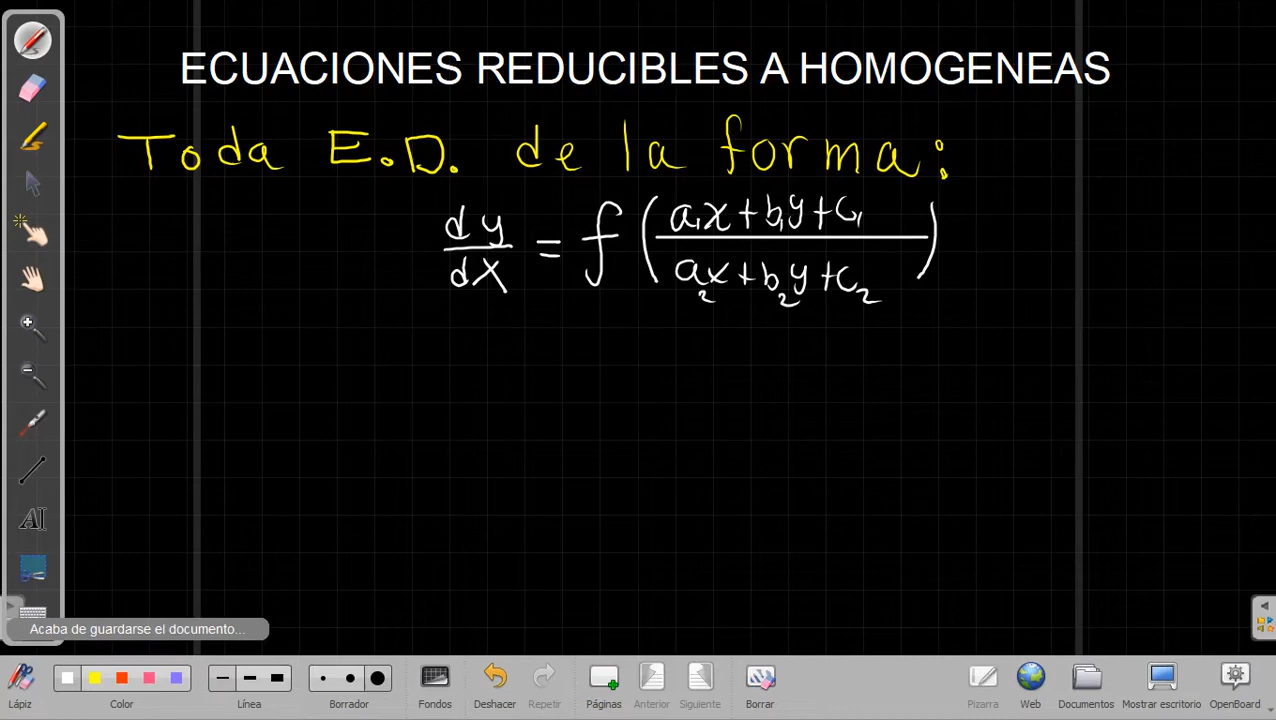 ECUACIONES REDUCIBLES A HOMOGENEAS
Toda E.D. de la forma:
dy/dx = f(a₁x+b₁y+c₁ / a₂x+b₂y+c₂)
AI
Acaba de guardarse el documento...
Lápiz Color Línea Borrador Fondos Deshacer Repetir Páginas Anterior Siguiente Borrar Pizarra Web Documentos Mostrar escritorio OpenBoard